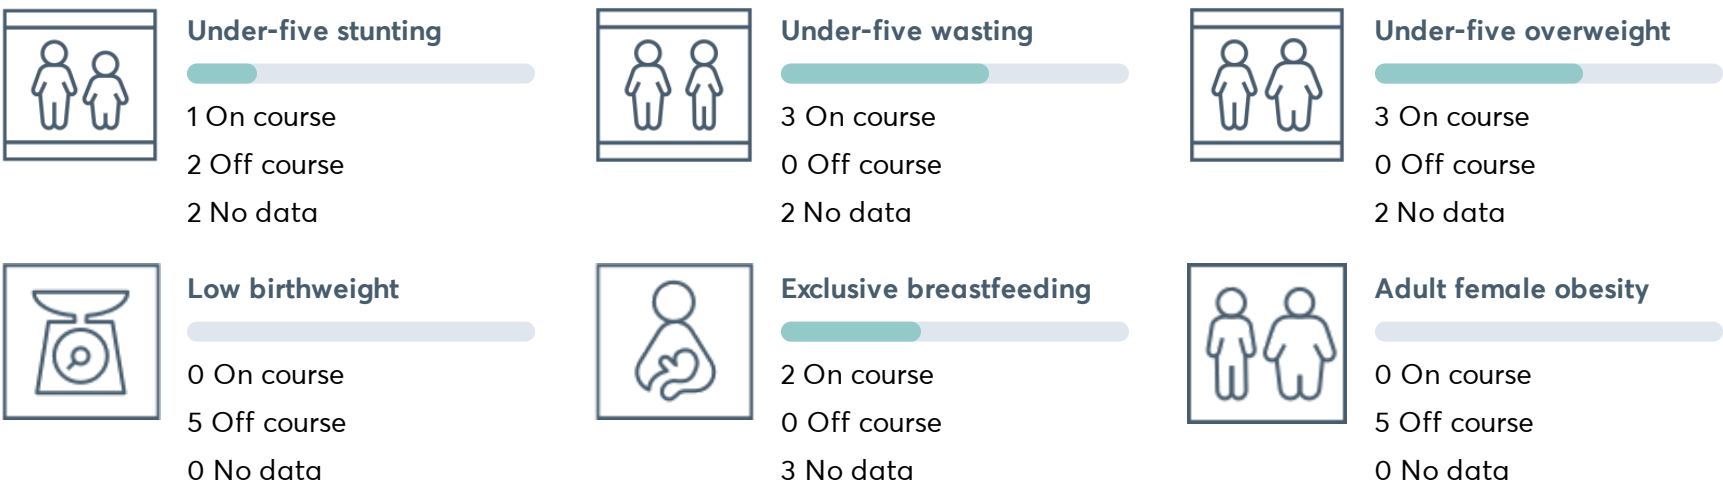 Under-five stunting
1 On course
2 Off course
2 No data
Under-five wasting
3 On course
0 Off course
2 No data
Under-five overweight
3 On course
0 Off course
2 No data
Low birthweight
0 On course
5 Off course
0 No data
Exclusive breastfeeding
2 On course
0 Off course
3 No data
Adult female obesity
0 On course
5 Off course
0 No data